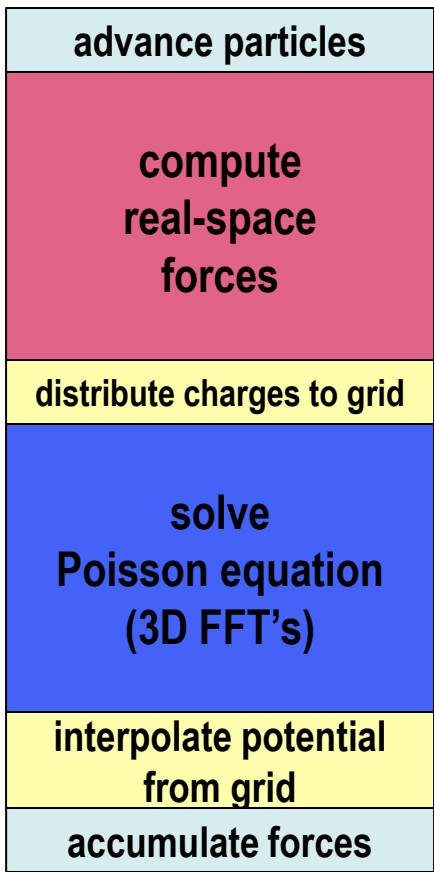 advance particles
compute
real-space
forces
distribute charges to grid
solve
Poisson equation
(3D FFT's)
interpolate potential
from grid
accumulate forces